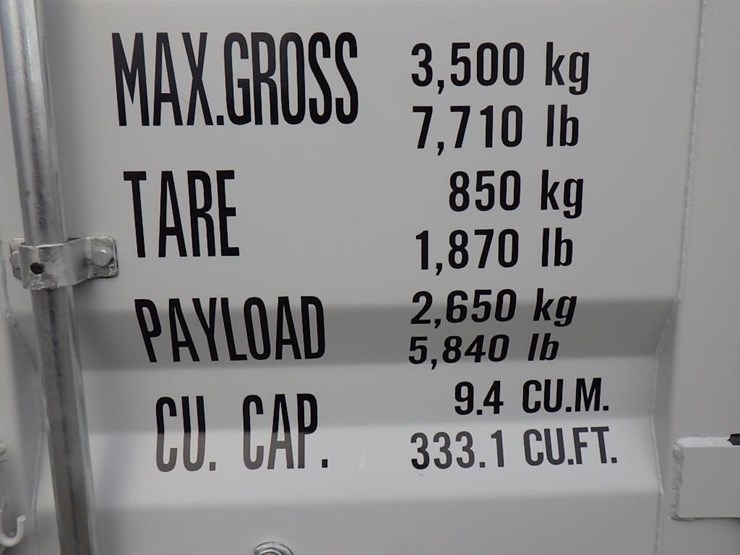 MAX.GROSS 3,500 kg
7,710 lb
TARE 850 kg
1,870 lb
PAYLOAD 2,650 kg
5,840 lb
CU. CAP. 9.4 CU.M.
333.1 CU.FT.